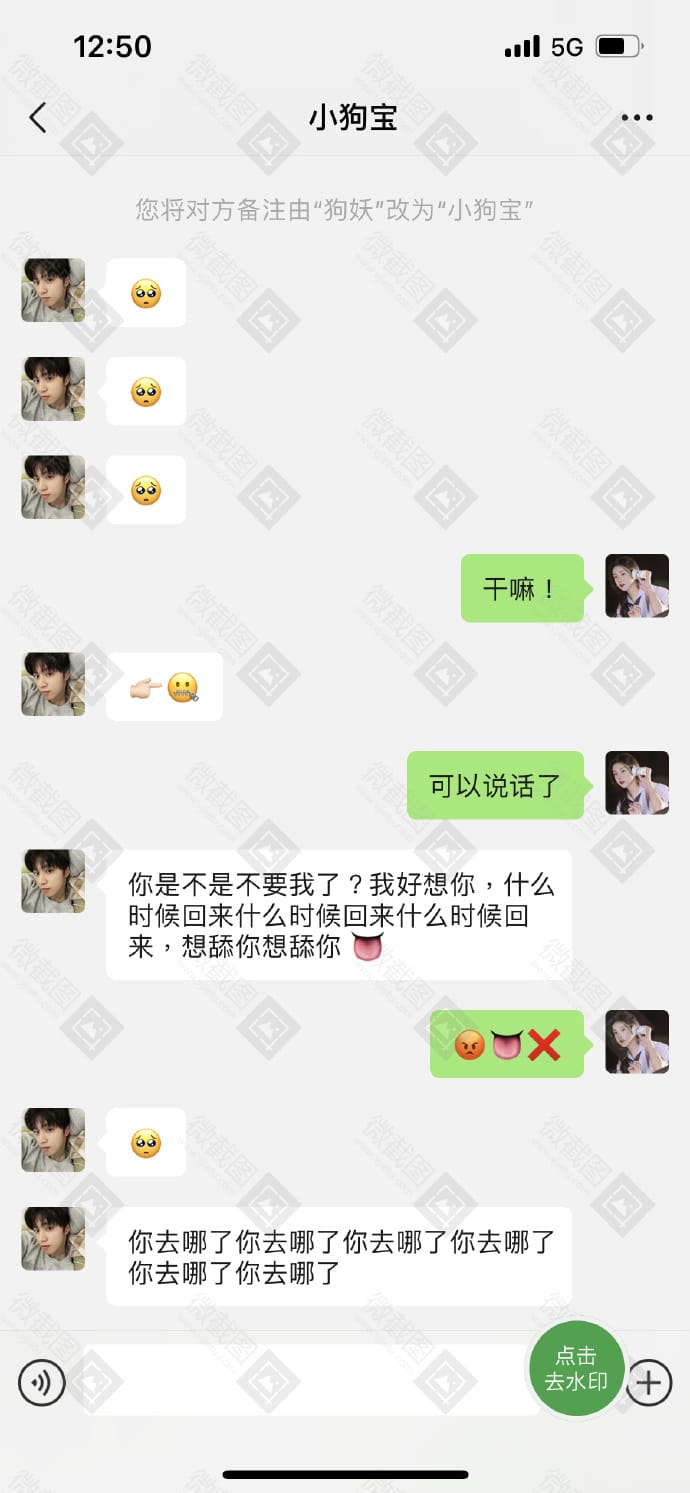 12:50
5G
小狗宝
您将对方备注由“狗妖”改为“小狗宝”
🥺
🥺
🥺
干嘛！
👉🏻🤐
可以说话了
你是不是不要我了？我好想你，什么
时候回来什么时候回来什么时候回
来，想舔你想舔你 👅
😡👅❌
🥺
你去哪了你去哪了你去哪了你去哪了
你去哪了你去哪了
点击
去水印
微截图